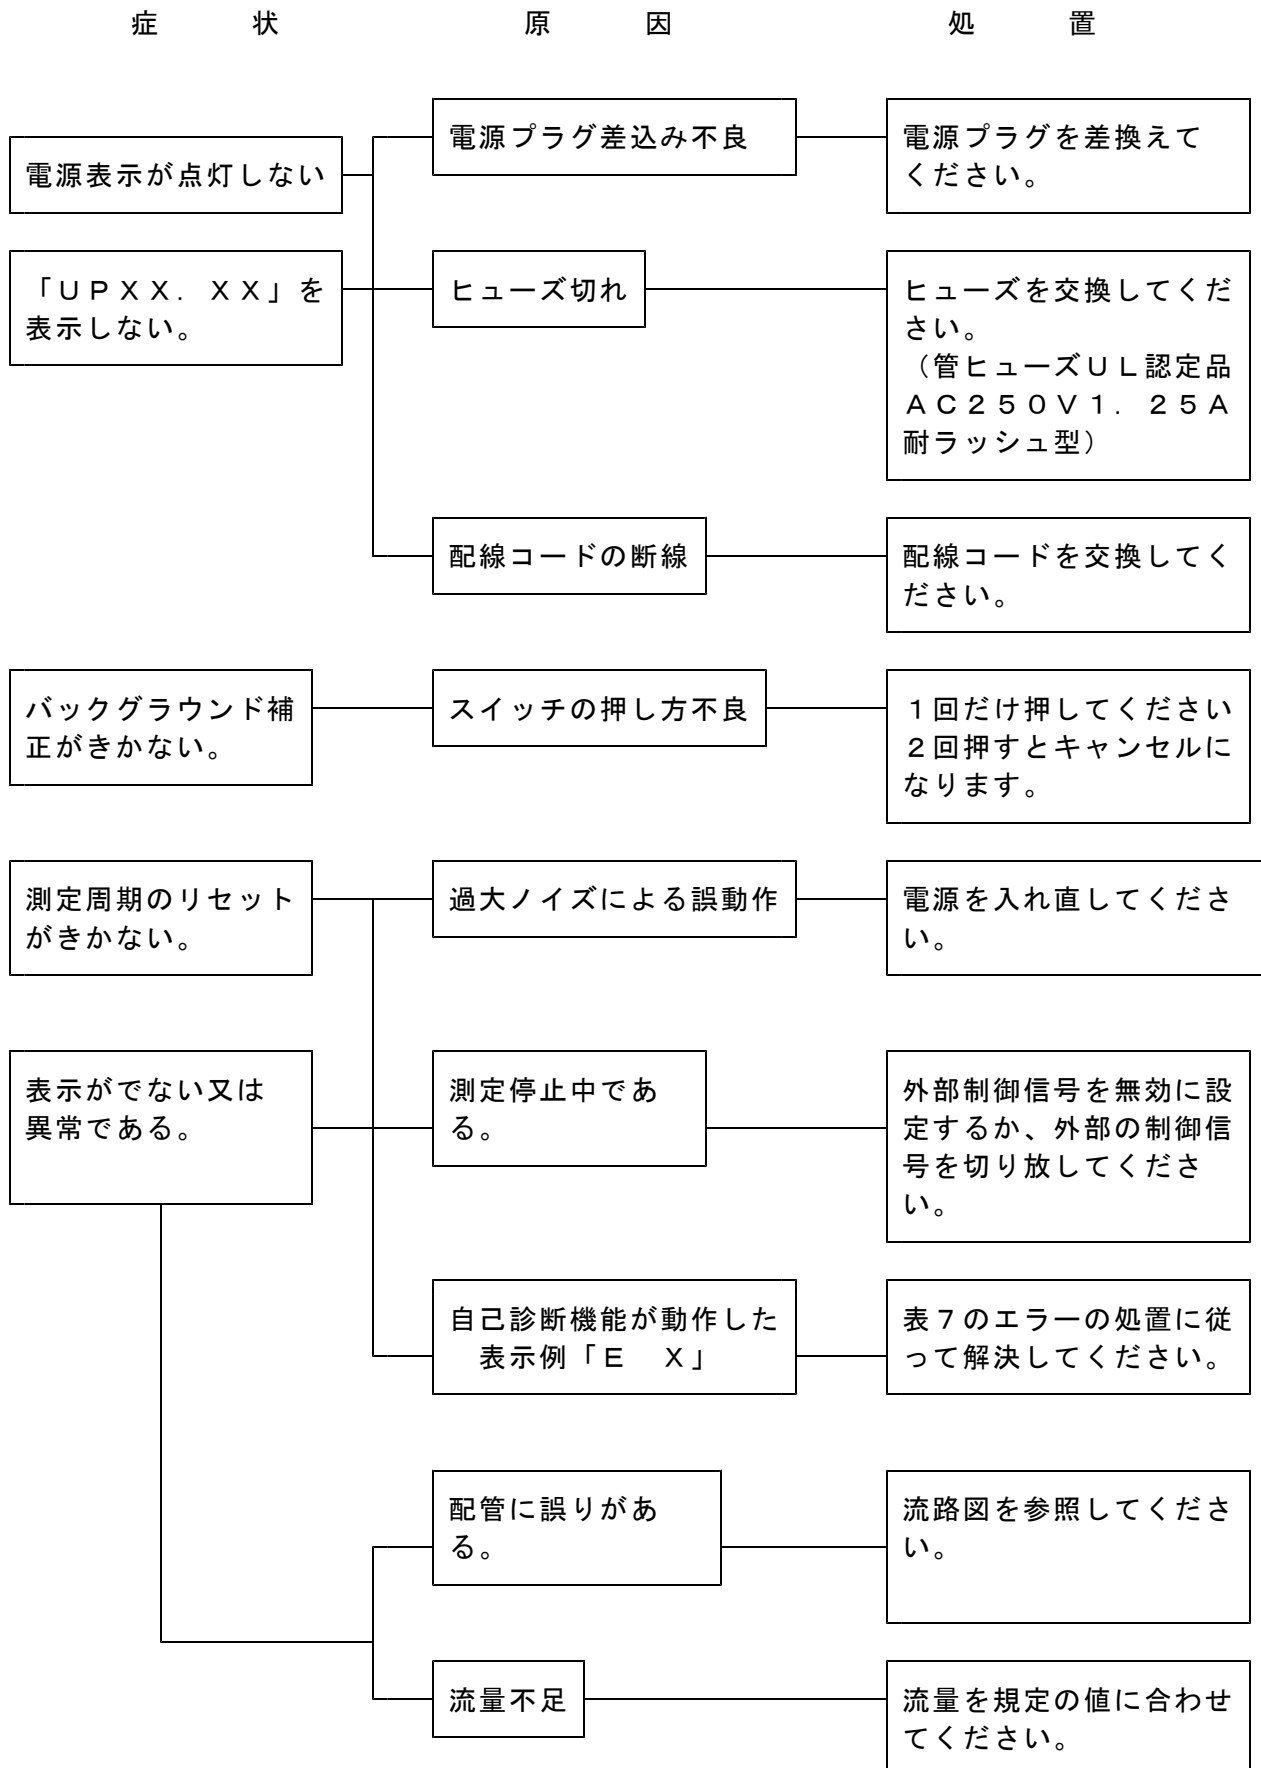 症　状　原　因　処　置
電源表示が点灯しない
電源プラグ差込み不良
電源プラグを差換えて
ください。
「ＵＰＸＸ．ＸＸ」を
表示しない。
ヒューズ切れ
ヒューズを交換してくだ
さい。
（管ヒューズＵＬ認定品
ＡＣ２５０Ｖ１．２５Ａ
耐ラッシュ型）
配線コードの断線
配線コードを交換してく
ださい。
バックグラウンド補
正がきかない。
スイッチの押し方不良
１回だけ押してください
２回押すとキャンセルに
なります。
測定周期のリセット
がきかない。
過大ノイズによる誤動作
電源を入れ直してくださ
い。
表示がでない又は
異常である。
測定停止中であ
る。
外部制御信号を無効に設
定するか、外部の制御信
号を切り放してくださ
い。
自己診断機能が動作した
表示例「Ｅ　Ｘ」
表７のエラーの処置に従
って解決してください。
配管に誤りがあ
る。
流路図を参照してくださ
い。
流量不足
流量を規定の値に合わせ
てください。